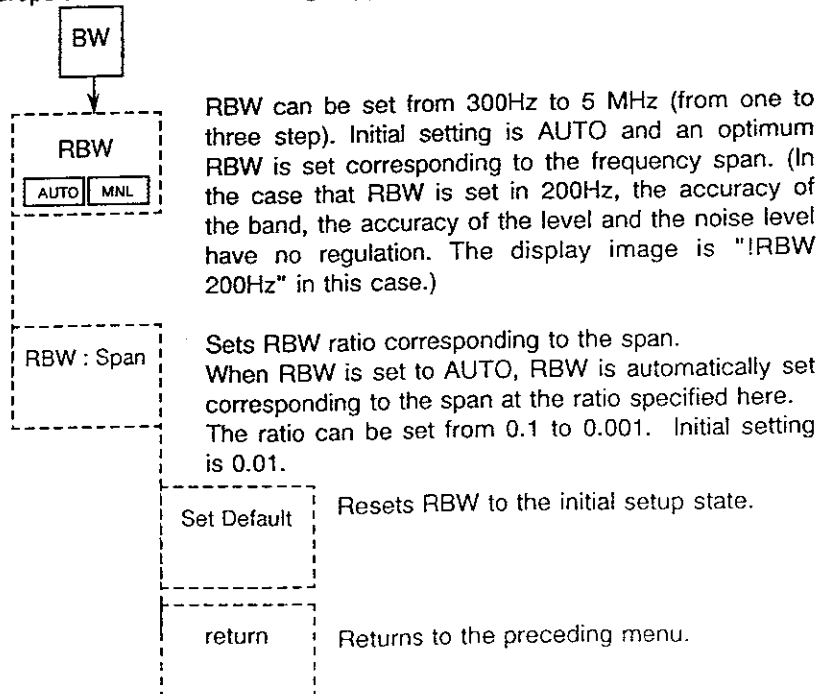 BW
RBW
AUTO MNL
RBW can be set from 300Hz to 5 MHz (from one to
three step). Initial setting is AUTO and an optimum
RBW is set corresponding to the frequency span. (In
the case that RBW is set in 200Hz, the accuracy of
the band, the accuracy of the level and the noise level
have no regulation. The display image is "!RBW
200Hz" in this case.)
RBW : Span
Sets RBW ratio corresponding to the span.
When RBW is set to AUTO, RBW is automatically set
corresponding to the span at the ratio specified here.
The ratio can be set from 0.1 to 0.001. Initial setting
is 0.01.
Set Default
Resets RBW to the initial setup state.
return
Returns to the preceding menu.